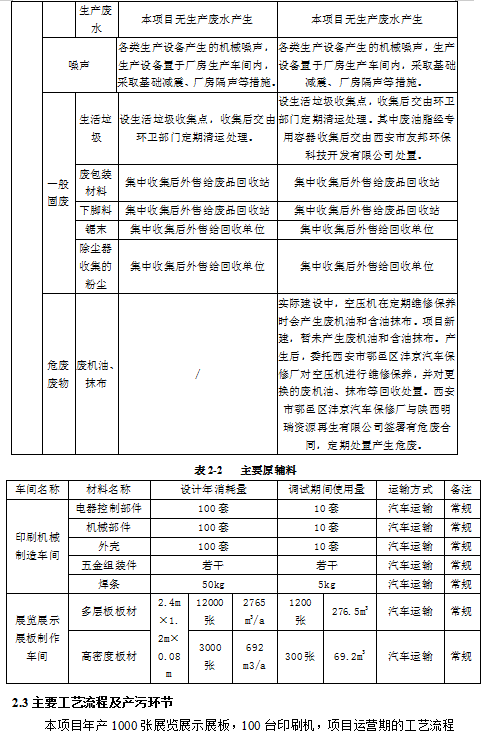 生产废水
本项目无生产废水产生
本项目无生产废水产生
噪声
各类生产设备产生的机械噪声，
生产设备置于厂房生产车间内，
采取基础减震、厂房隔声等措施。
各类生产设备产生的机械噪声，生产
设备置于厂房生产车间内，采取基础
减震、厂房隔声等措施。
一般
固废
生活垃
圾
设生活垃圾收集点，收集后交由
环卫部门定期清运处理。
设生活垃圾收集点，收集后交由环卫
部门定期清运处理。其中废油脂经专
用容器收集后交由西安市友邦环保
科技开发有限公司处置。
废包装
材料
集中收集后外售给废品回收站
集中收集后外售给废品回收站
下脚料
集中收集后外售给废品回收站
集中收集后外售给废品回收站
锯末
集中收集后外售给回收单位
集中收集后外售给回收单位
除尘器
收集的
粉尘
集中收集后外售给回收单位
集中收集后外售给回收单位
危废
废物
废机油、
抹布
/
实际建设中，空压机在定期维修保养
时会产生废机油和含油抹布。项目新
建，暂未产生废机油和含油抹布。产
生后，委托西安市鄠邑区沣京汽车保
修厂对空压机进行维修保养，并对更
换的废机油、抹布等回收处置。西安
市鄠邑区沣京汽车保修厂与陕西明
瑞资源再生有限公司签署有危废合
同，定期处置产生危废。
表 2-2 主要原辅料
车间名称 材料名称 设计年消耗量 调试期间使用量 运输方式 备注
印刷机械
制造车间
电器控制部件 100 套 10 套 汽车运输 常规
机械部件 100 套 10 套 汽车运输 常规
外壳 100 套 10 套 汽车运输 常规
五金组装件 若干 若干 汽车运输 常规
焊条 50kg 5kg 汽车运输 常规
展览展示
展板制作
车间
多层板板材
2.4m
×1.
2m×
0.08
m
12000
张
2765
m³/a
1200
张
276.5m³
汽车运输
常规
高密度板材
3000
张
692
m3/a
300 张
69.2m³
汽车运输
常规
2.3 主要工艺流程及产污环节
本项目年产 1000 张展览展示展板，100 台印刷机，项目运营期的工艺流程